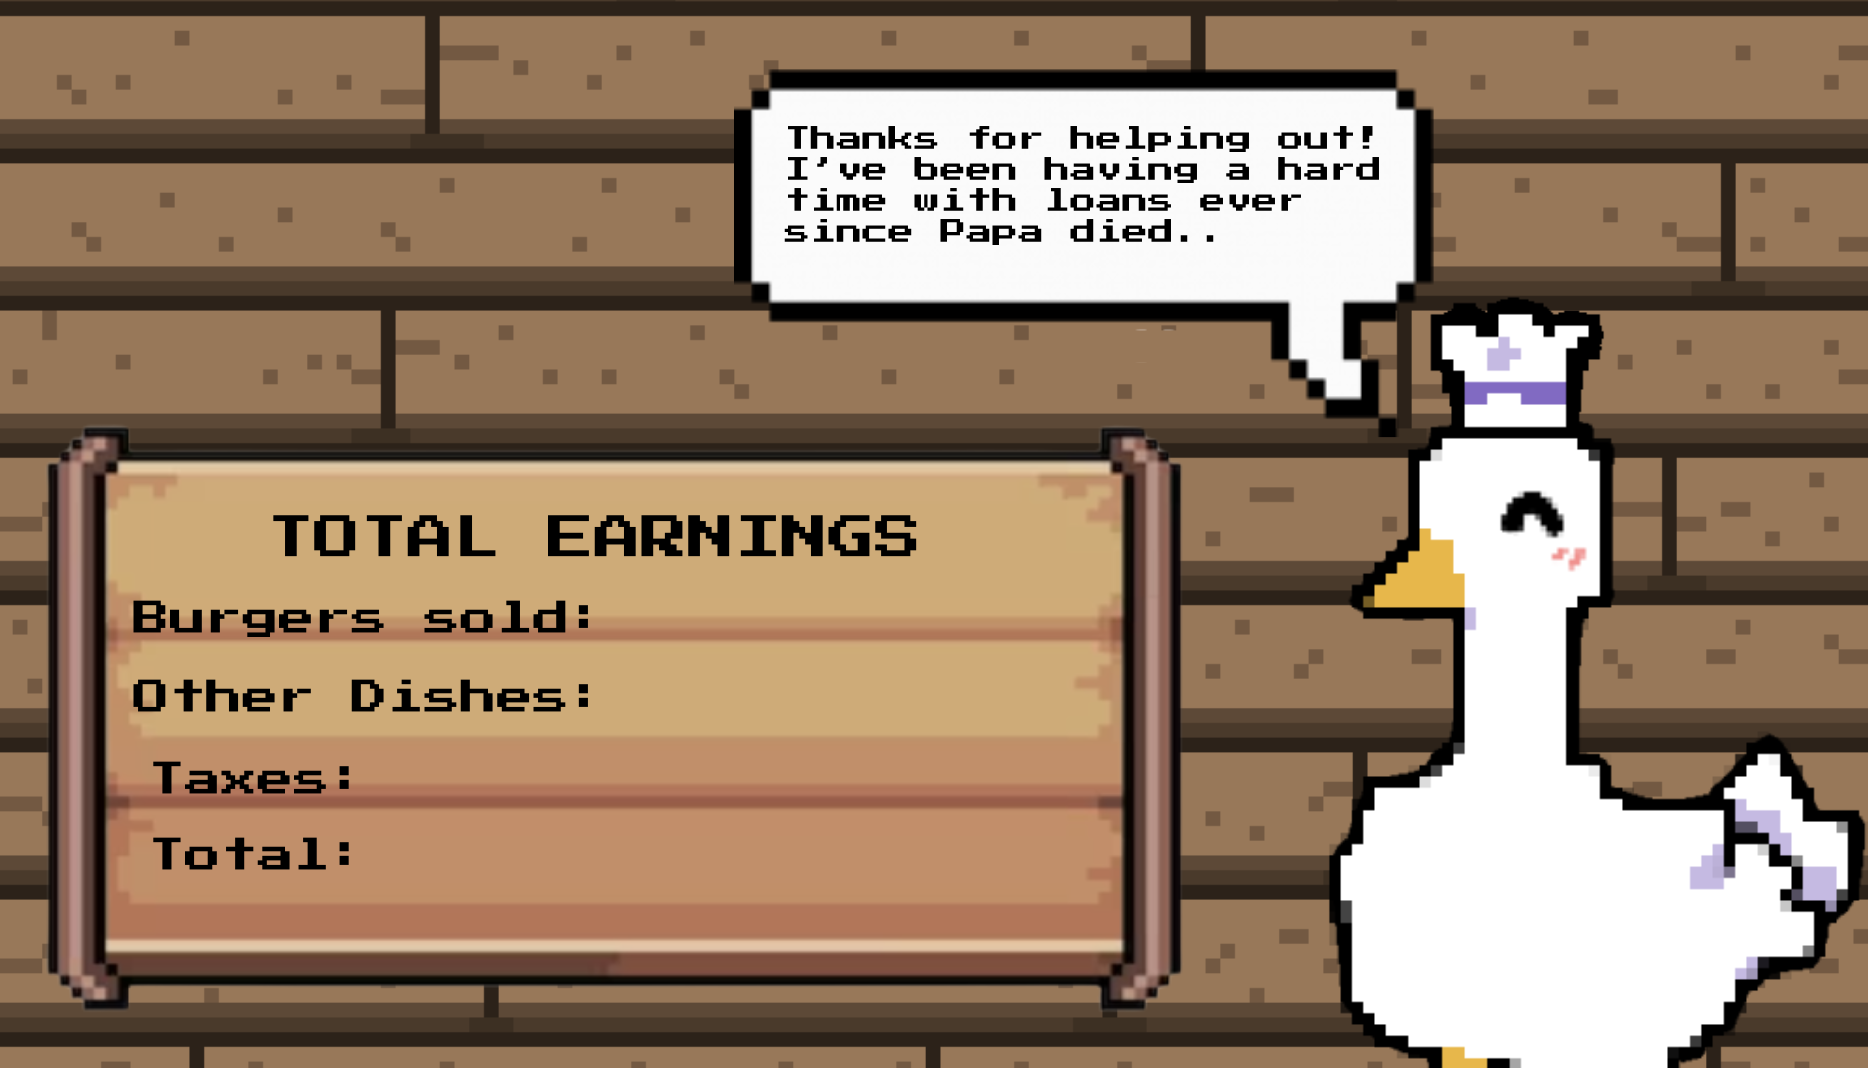 Thanks for helping out!
I've been having a hard
time with loans ever
since Papa died..
TOTAL EARNINGS
Burgers sold:
Other Dishes:
Taxes:
Total: